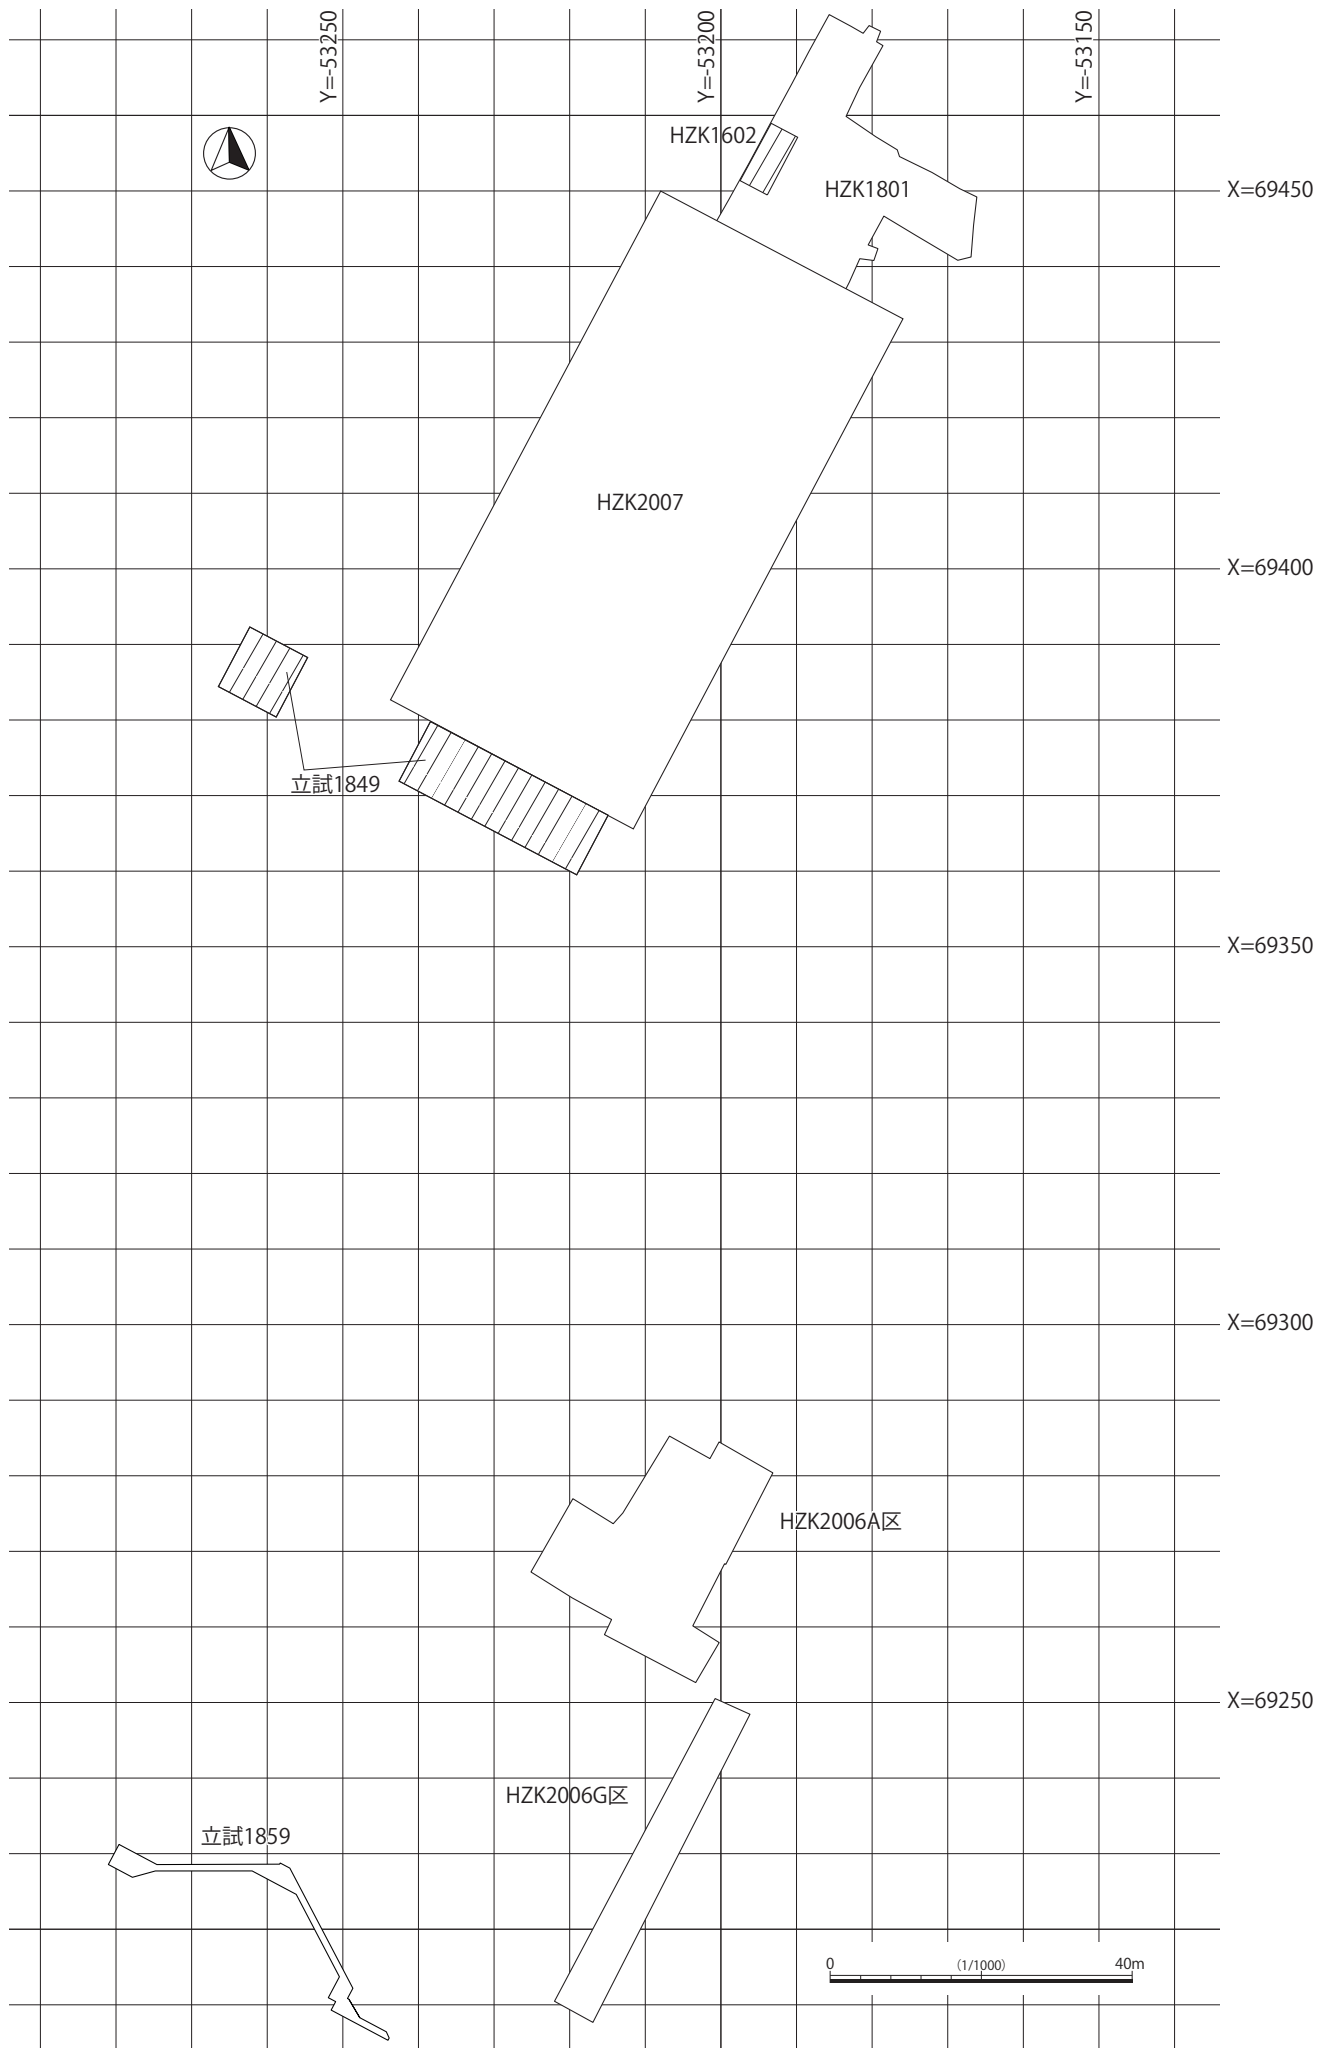 Y=-53250
Y=-53200
Y=-53150
HZK1602
HZK1801
X=69450
HZK2007
X=69400
立試1849
X=69350
X=69300
HZK2006A区
X=69250
HZK2006G区
立試1859
0 (1/1000) 40m